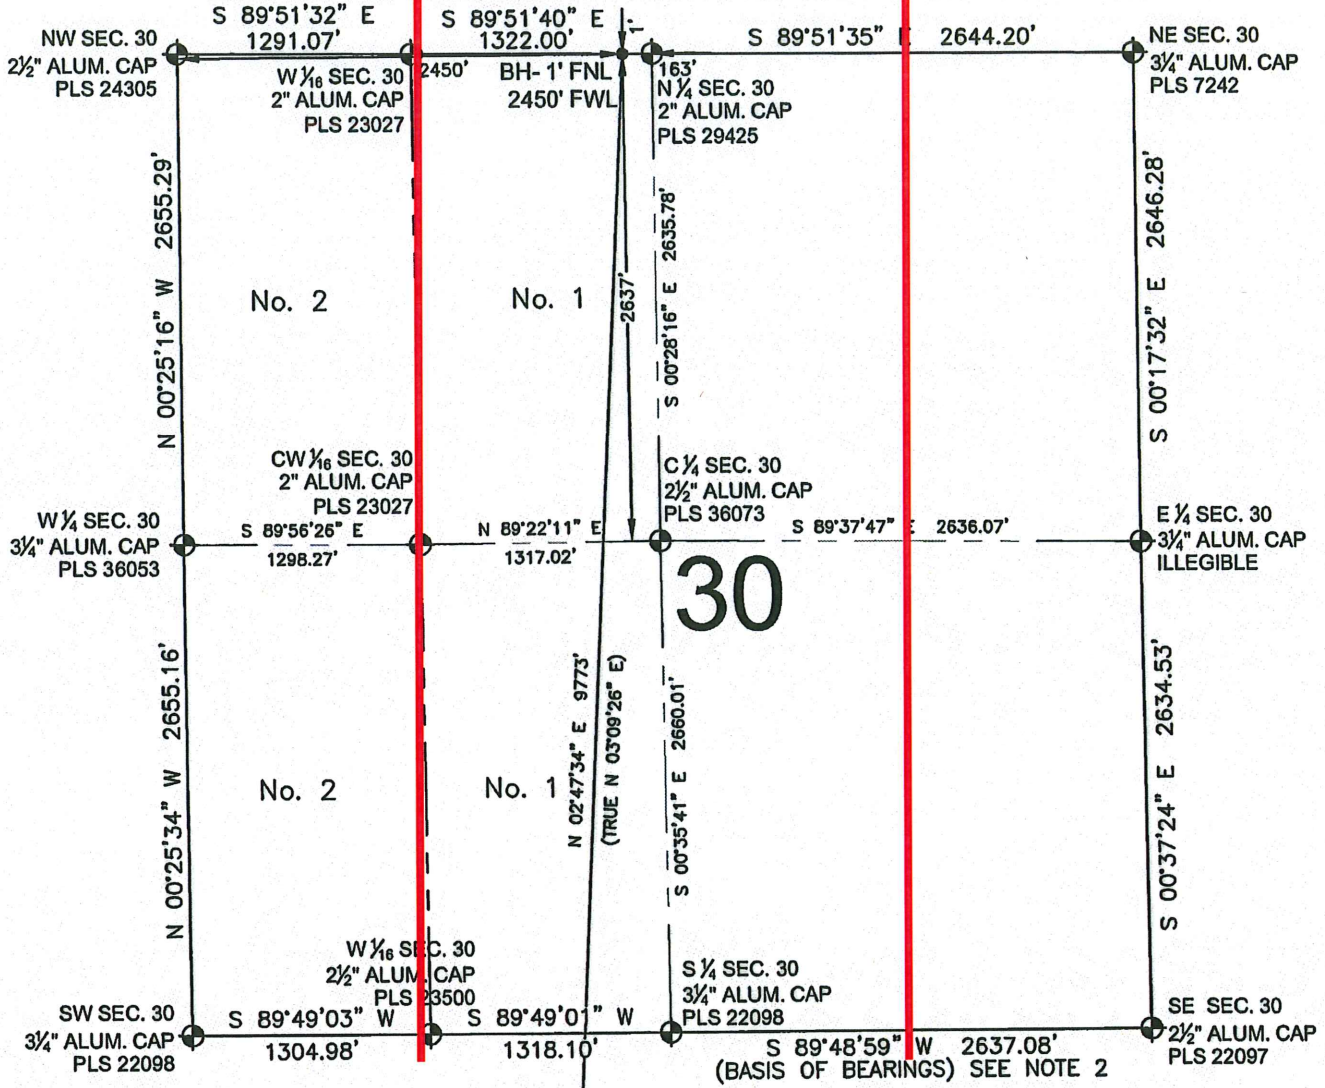 S 89°51'32" E
1291.07'
S 89°51'40" E
1322.00'
1'
S 89°51'35" E 2644.20'
NW SEC. 30
2½" ALUM. CAP
PLS 24305
W 1/16 SEC. 30
2" ALUM. CAP
PLS 23027
2450'
BH- 1' FNL
2450' FWL
163'
N ¼ SEC. 30
2" ALUM. CAP
PLS 29425
NE SEC. 30
3¼" ALUM. CAP
PLS 7242
N 00°25'16" W 2655.29'
No. 2
No. 1
2637'
S 00°28'16" E 2635.78'
S 00°17'32" E 2646.28'
CW 1/16 SEC. 30
2" ALUM. CAP
PLS 23027
C ¼ SEC. 30
2½" ALUM. CAP
PLS 36073
W ¼ SEC. 30
3¼" ALUM. CAP
PLS 36053
S 89°56'26" E
1298.27'
N 89°22'11" E
1317.02'
S 89°37'47" E 2636.07'
E ¼ SEC. 30
3¼" ALUM. CAP
ILLEGIBLE
30
N 00°25'34" W 2655.16'
No. 2
No. 1
N 02°47'34" E 9773'
(TRUE N 03°09'26" E)
S 00°35'41" E 2660.01'
S 00°37'24" E 2634.53'
W 1/16 SEC. 30
2½" ALUM. CAP
PLS 23500
S ¼ SEC. 30
3¼" ALUM. CAP
PLS 22098
SW SEC. 30
3¼" ALUM. CAP
PLS 22098
S 89°49'03" W
1304.98'
S 89°49'01" W
1318.10'
S 89°48'59" W 2637.08'
(BASIS OF BEARINGS) SEE NOTE 2
SE SEC. 30
2½" ALUM. CAP
PLS 22097